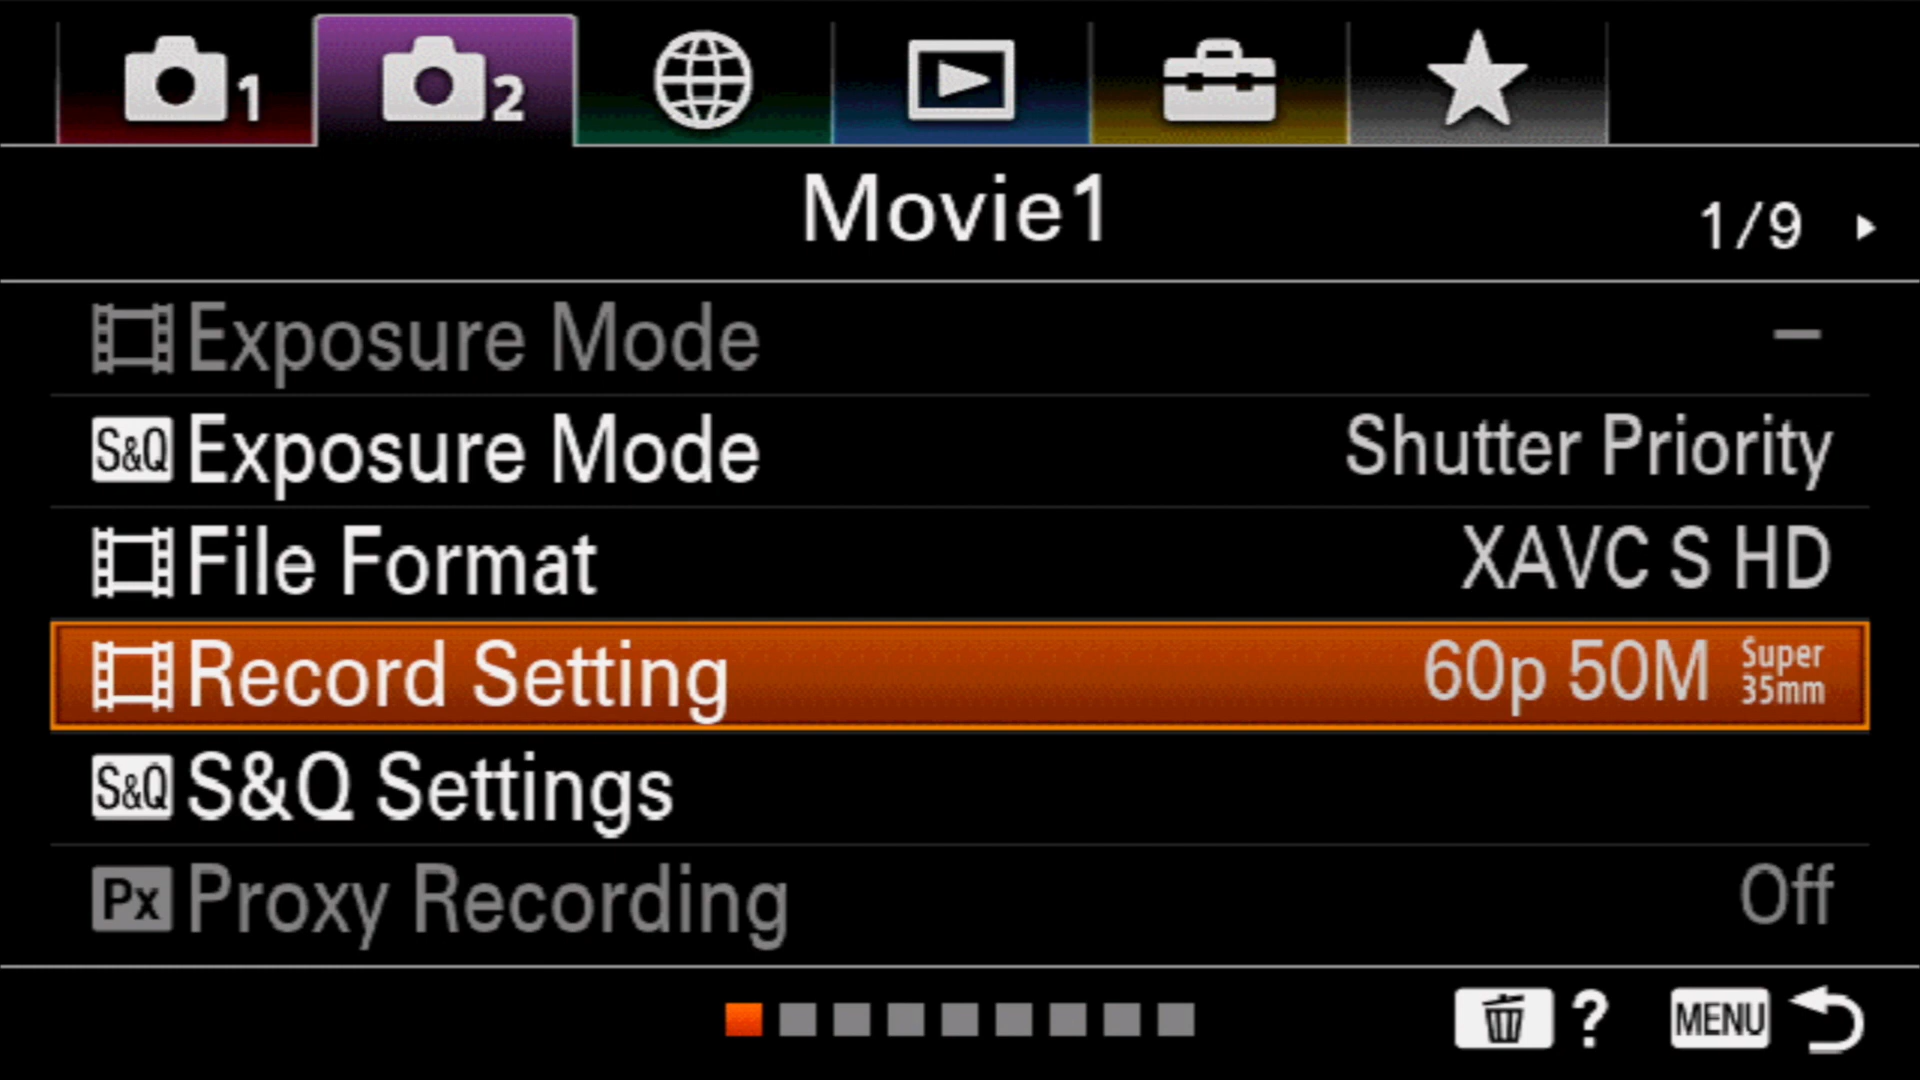 1 2
Movie1
1/9
Exposure Mode –
S&Q Exposure Mode Shutter Priority
File Format XAVC S HD
Record Setting 60p 50M Super 35mm
S&Q S&Q Settings
Px Proxy Recording Off
? MENU